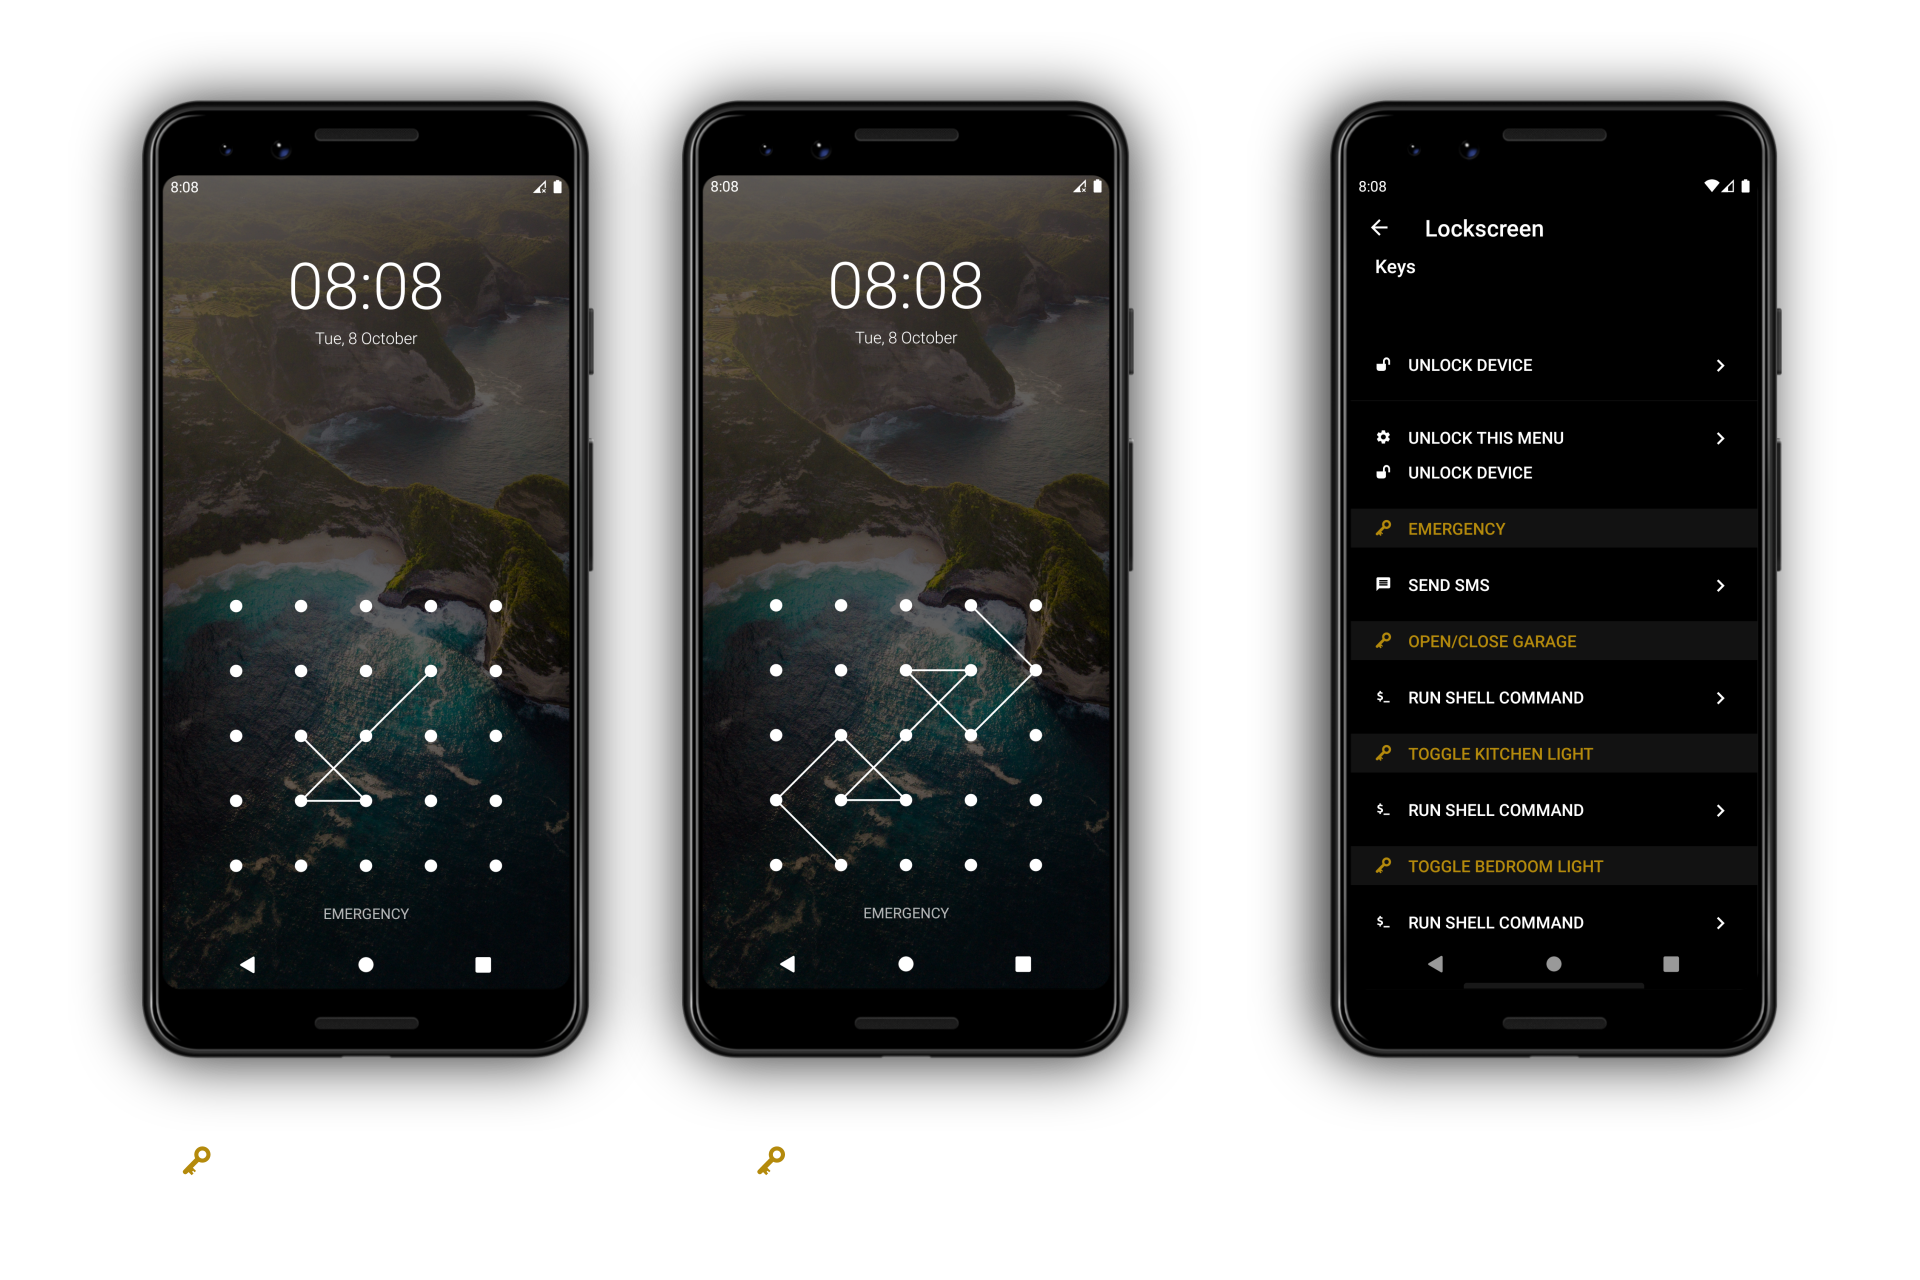 8:08
08:08
Tue, 8 October
EMERGENCY
8:08
08:08
Tue, 8 October
EMERGENCY
8:08
Lockscreen
Keys
UNLOCK DEVICE
UNLOCK THIS MENU
UNLOCK DEVICE
EMERGENCY
SEND SMS
OPEN/CLOSE GARAGE
$_ RUN SHELL COMMAND
TOGGLE KITCHEN LIGHT
$_ RUN SHELL COMMAND
TOGGLE BEDROOM LIGHT
$_ RUN SHELL COMMAND